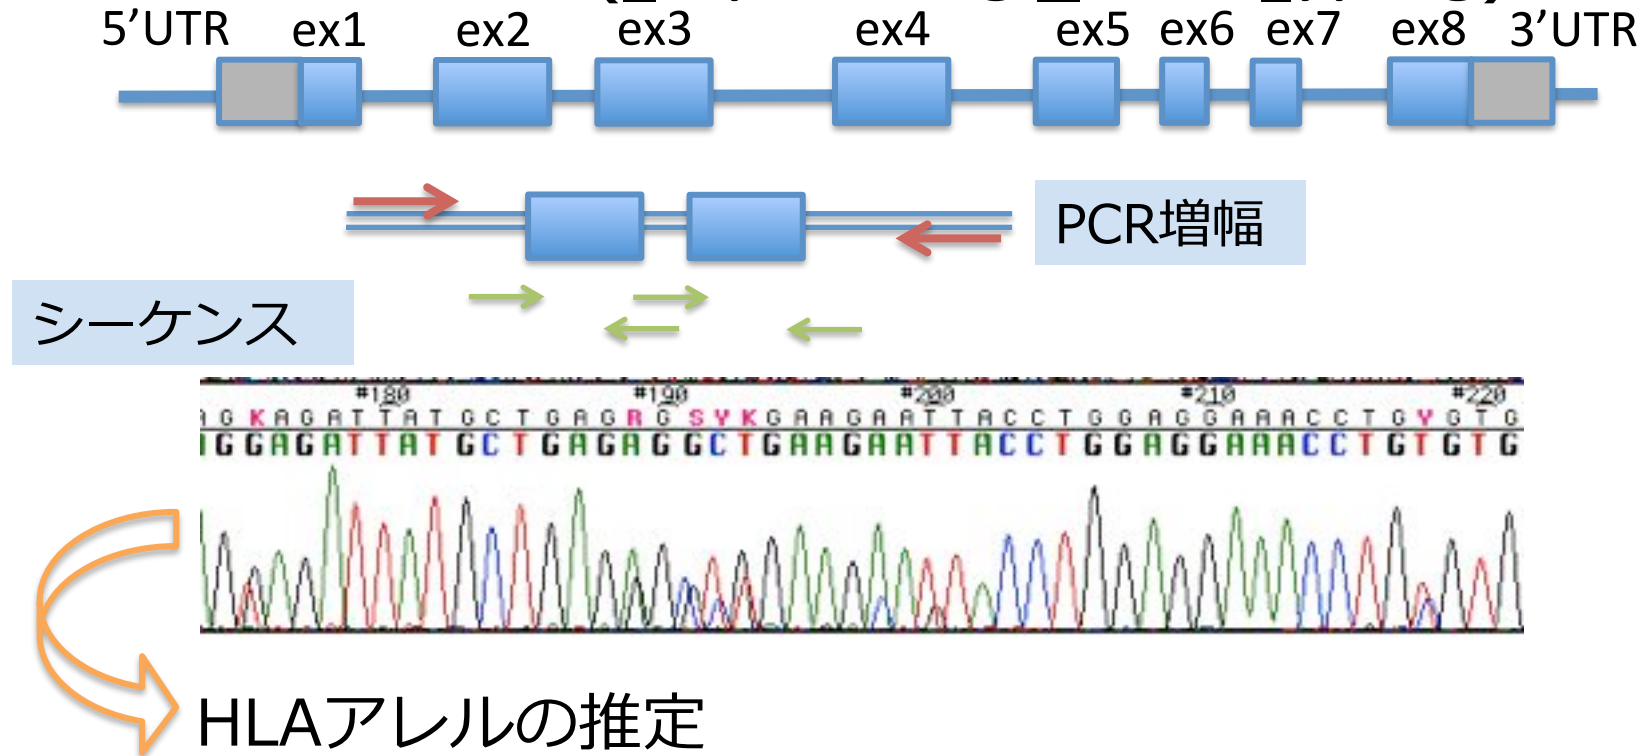 5’UTR ex1 ex2 ex3 ex4 ex5 ex6 ex7 ex8 3’UTR
PCR増幅
シーケンス
#180 #190 #200 #210 #220
GKAGATTATGCTGAGRGSYKGAAGAATTACCTGGAGGAAACCTGYGTG
GGAGATTATGCTGAGAGGCTGAAGAATTACCTGGAGGAAACCTGTGTG
HLAアレルの推定